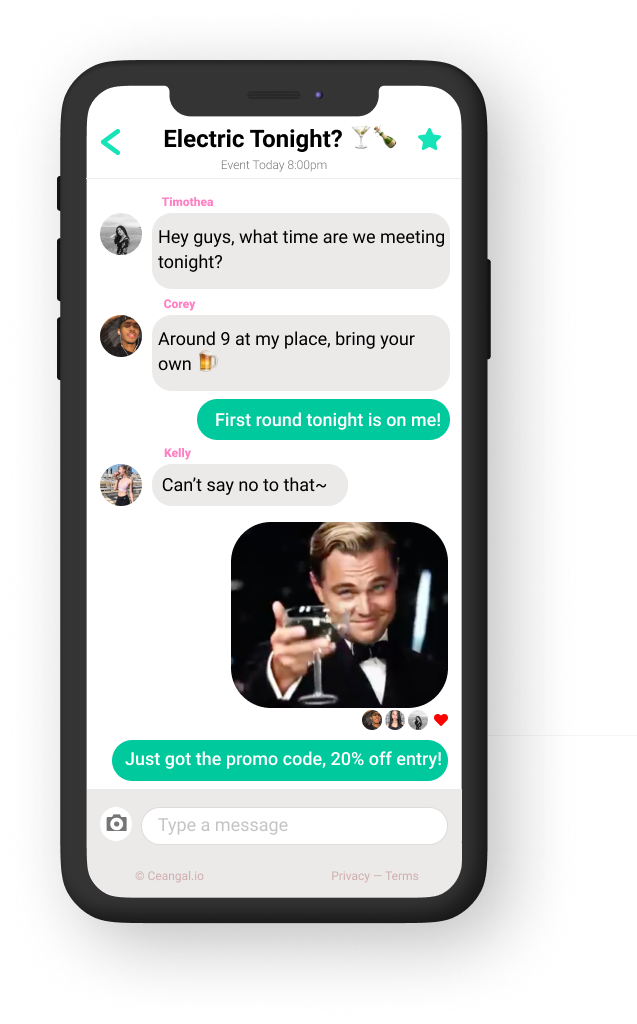 Electric Tonight? 🍸🍾
Event Today 8:00pm
Timothea
Hey guys, what time are we meeting
tonight?
Corey
Around 9 at my place, bring your
own 🍺
First round tonight is on me!
Kelly
Can’t say no to that~
Just got the promo code, 20% off entry!
Type a message
© Ceangal.io
Privacy — Terms